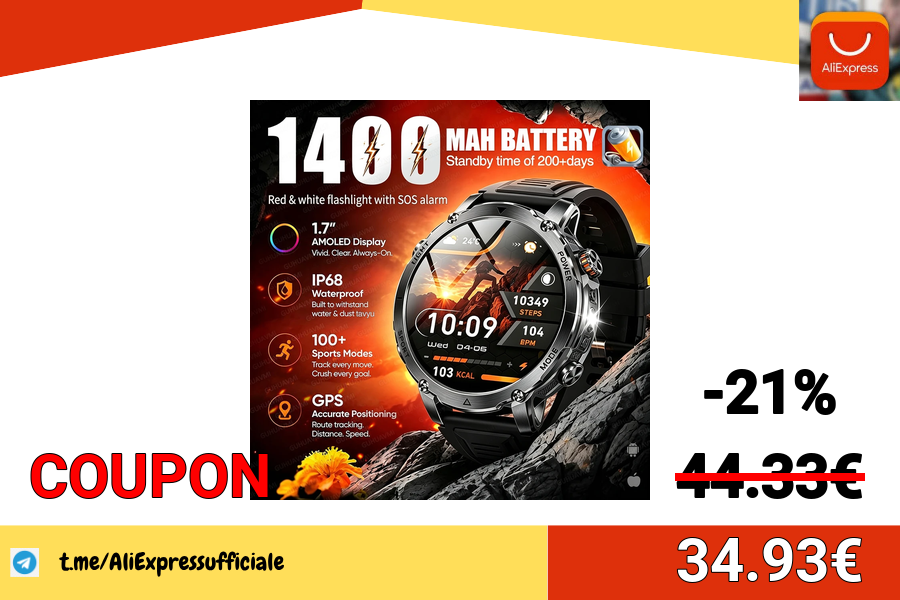 AliExpress
1400
MAH BATTERY
Standby time of 200+days
Red & white flashlight with SOS alarm
1.7"
AMOLED Display
Vivid. Clear. Always-On.
IP68
Waterproof
Built to withstand
water & dust tavyu
100+
Sports Modes
Track every move.
Crush every goal.
GPS
Accurate Positioning
Route tracking.
Distance. Speed.
LIGHT
POWER
MODE
24°C
10349
STEPS
10:09
104
BPM
Wed 04-06
103 KCAL
-21%
COUPON
44.33€
t.me/AliExpressufficiale
34.93€